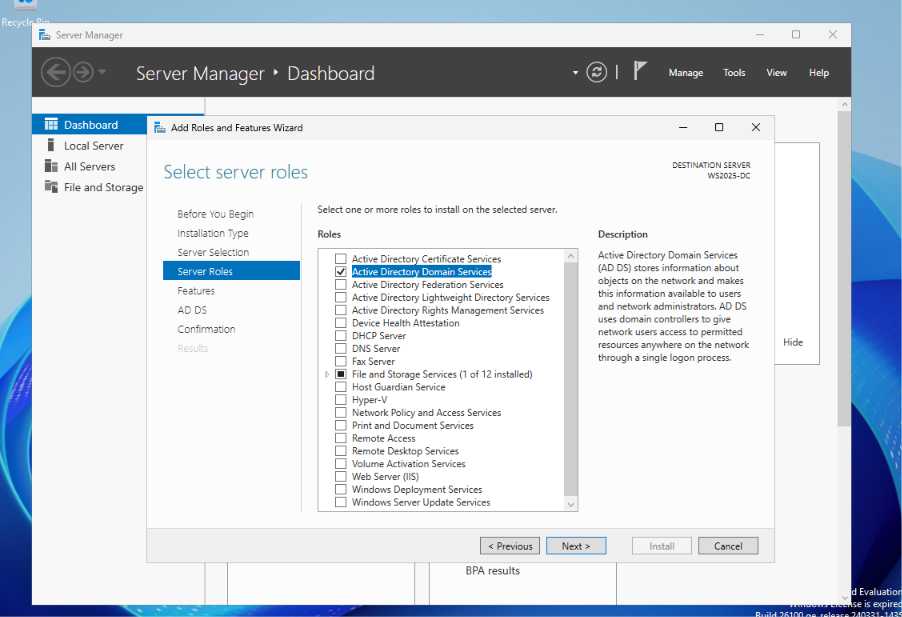 Recycle Bin
Server Manager
Server Manager ‣ Dashboard
Manage Tools View Help
Dashboard
Local Server
All Servers
File and Storage
Add Roles and Features Wizard
Select server roles
DESTINATION SERVER
WS2025-DC
Before You Begin
Installation Type
Server Selection
Server Roles
Features
AD DS
Confirmation
Results
Select one or more roles to install on the selected server.
Roles
Active Directory Certificate Services
Active Directory Domain Services
Active Directory Federation Services
Active Directory Lightweight Directory Services
Active Directory Rights Management Services
Device Health Attestation
DHCP Server
DNS Server
Fax Server
File and Storage Services (1 of 12 installed)
Host Guardian Service
Hyper-V
Network Policy and Access Services
Print and Document Services
Remote Access
Remote Desktop Services
Volume Activation Services
Web Server (IIS)
Windows Deployment Services
Windows Server Update Services
Description
Active Directory Domain Services
(AD DS) stores information about
objects on the network and makes
this information available to users
and network administrators. AD DS
uses domain controllers to give
network users access to permitted
resources anywhere on the network
through a single logon process.
Hide
< Previous
Next >
Install
Cancel
BPA results
d Evaluation
Windows License is expired
Build 26100.ge_release.240331-1435